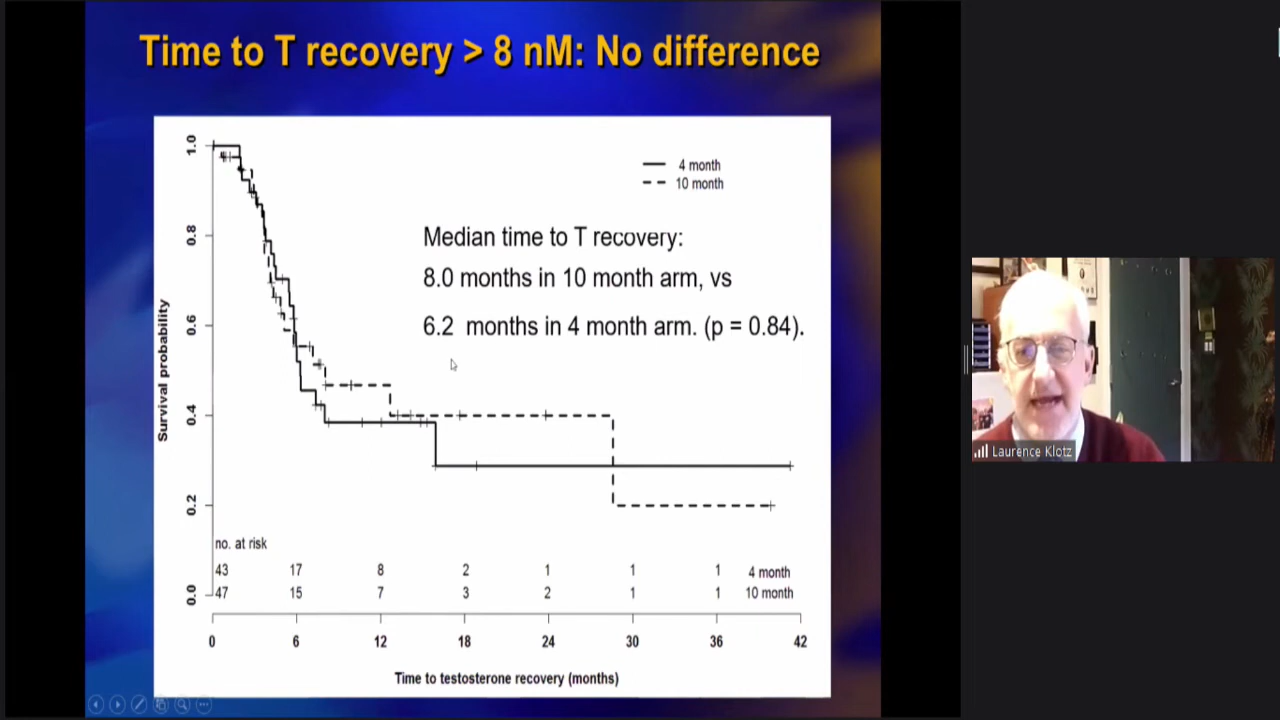 Time to T recovery > 8 nM: No difference
1.0
0.8
0.6
0.4
0.2
0.0
Survival probability
4 month
10 month
Median time to T recovery:
8.0 months in 10 month arm, vs
6.2 months in 4 month arm. (p = 0.84).
no. at risk
43 17 8 2 1 1 1 4 month
47 15 7 3 2 1 1 10 month
0 6 12 18 24 30 36 42
Time to testosterone recovery (months)
Laurence Klotz